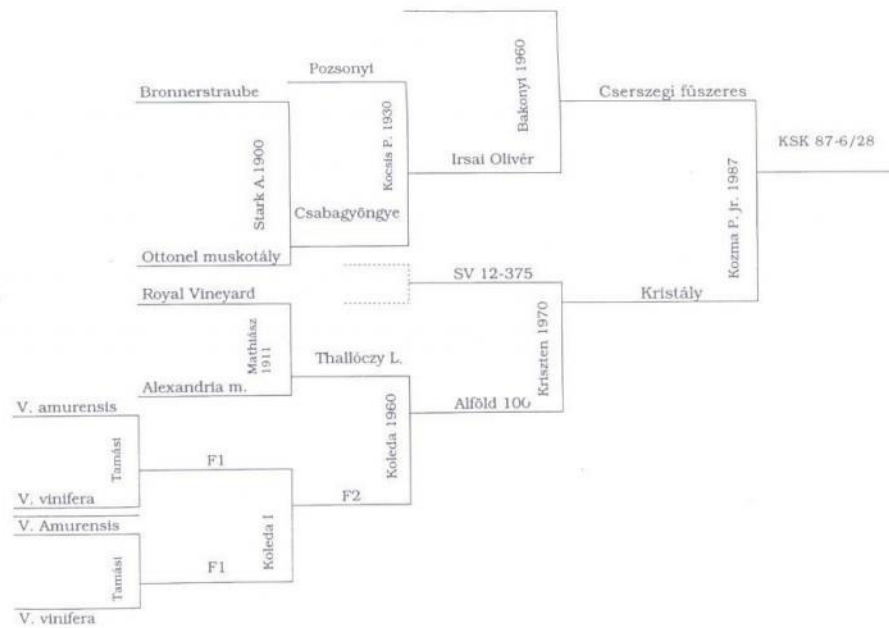 Pozsonyi
Bronnerstraube
Bakonyi 1960
Cserszegi fűszeres
Kocsis P. 1930
Stark A.1900
KSK 87-6/28
Irsai Olivér
Csabagyöngye
Kozma P. jr. 1987
Ottonel muskotály
SV 12-375
Royal Vineyard
Kristály
Mathiász
1911
Kriszten 1970
Thallóczy L.
Alexandria m.
Alföld 100
V. amurensis
Koleda 1960
Tamási
F1
V. vinifera
F2
V. Amurensis
Koleda I
Tamási
F1
V. vinifera